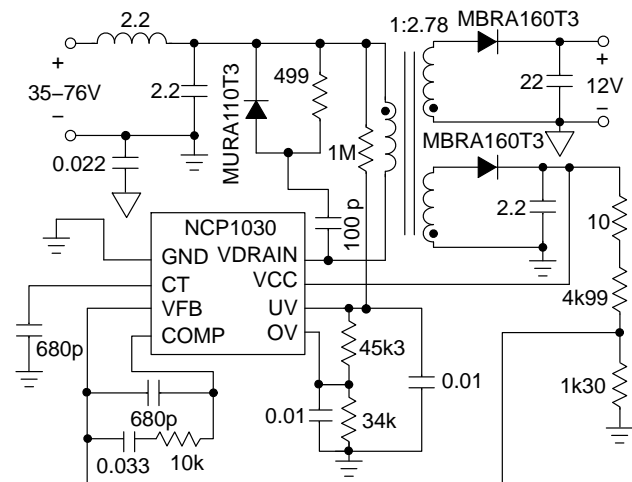 2.2
1:2.78
MBRA160T3
+
35–76V
–
2.2
MURA110T3
499
22
+
12V
–
0.022
1M
MBRA160T3
100 p
2.2
10
NCP1030
GND
VDRAIN
CT
VCC
VFB
UV
COMP
OV
4k99
680p
45k3
0.01
1k30
680p
0.01
34k
0.033
10k